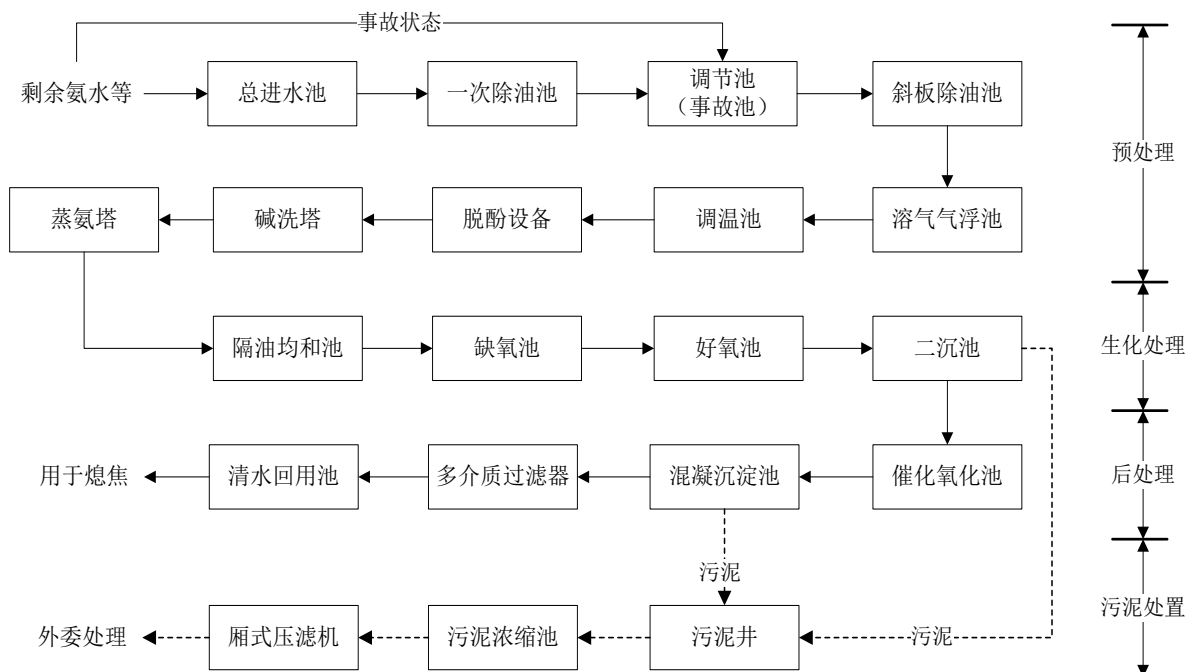 事故状态
剩余氨水等
总进水池
一次除油池
调节池
（事故池）
斜板除油池
预处理
蒸氨塔
碱洗塔
脱酚设备
调温池
溶气气浮池
隔油均和池
缺氧池
好氧池
二沉池
生化处理
用于熄焦
清水回用池
多介质过滤器
混凝沉淀池
催化氧化池
后处理
污泥
外委处理
厢式压滤机
污泥浓缩池
污泥井
污泥
污泥处置